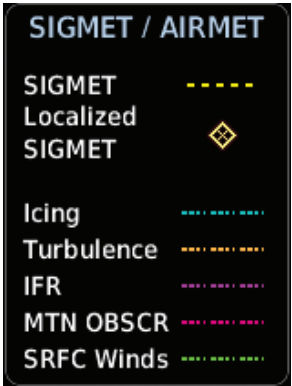 SIGMET / AIRMET
SIGMET
Localized
SIGMET
Icing
Turbulence
IFR
MTN OBSCR
SRFC Winds